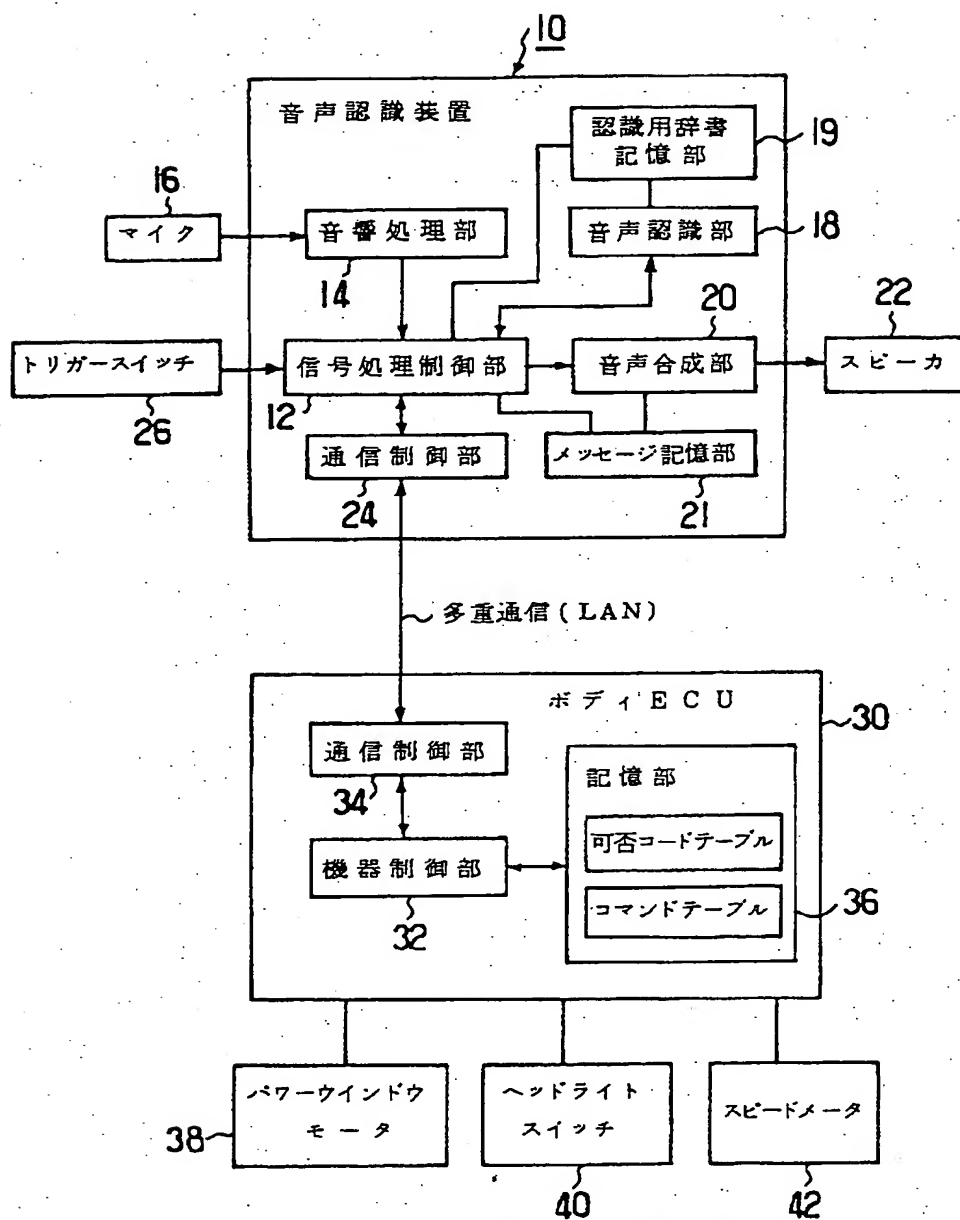 10
音声認識装置
認識用辞書
記憶部
19
16
マイク
音響処理部
14
音声認識部
18
20
22
トリガースイッチ
26
信号処理制御部
12
音声合成部
スピーカ
通信制御部
24
メッセージ記憶部
21
多重通信(LAN)
ボディECU
30
通信制御部
34
記憶部
可否コードテーブル
機器制御部
32
コマンドテーブル
36
パワーウインドウ
モータ
38
ヘッドライト
スイッチ
40
スピードメータ
42